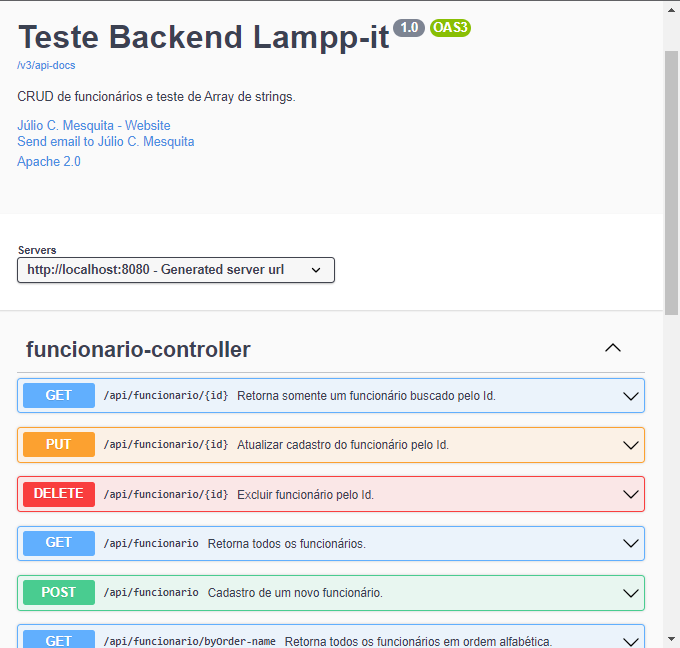 Teste Backend Lampp-it 1.0 OAS3
/v3/api-docs
CRUD de funcionários e teste de Array de strings.
Júlio C. Mesquita - Website
Send email to Júlio C. Mesquita
Apache 2.0
Servers
http://localhost:8080 - Generated server url
funcionario-controller
GET /api/funcionario/{id} Retorna somente um funcionário buscado pelo Id.
PUT /api/funcionario/{id} Atualizar cadastro do funcionário pelo Id.
DELETE /api/funcionario/{id} Excluir funcionário pelo Id.
GET /api/funcionario Retorna todos os funcionários.
POST /api/funcionario Cadastro de um novo funcionário.
GET /api/funcionario/byOrder-name Retorna todos os funcionários em ordem alfabética.